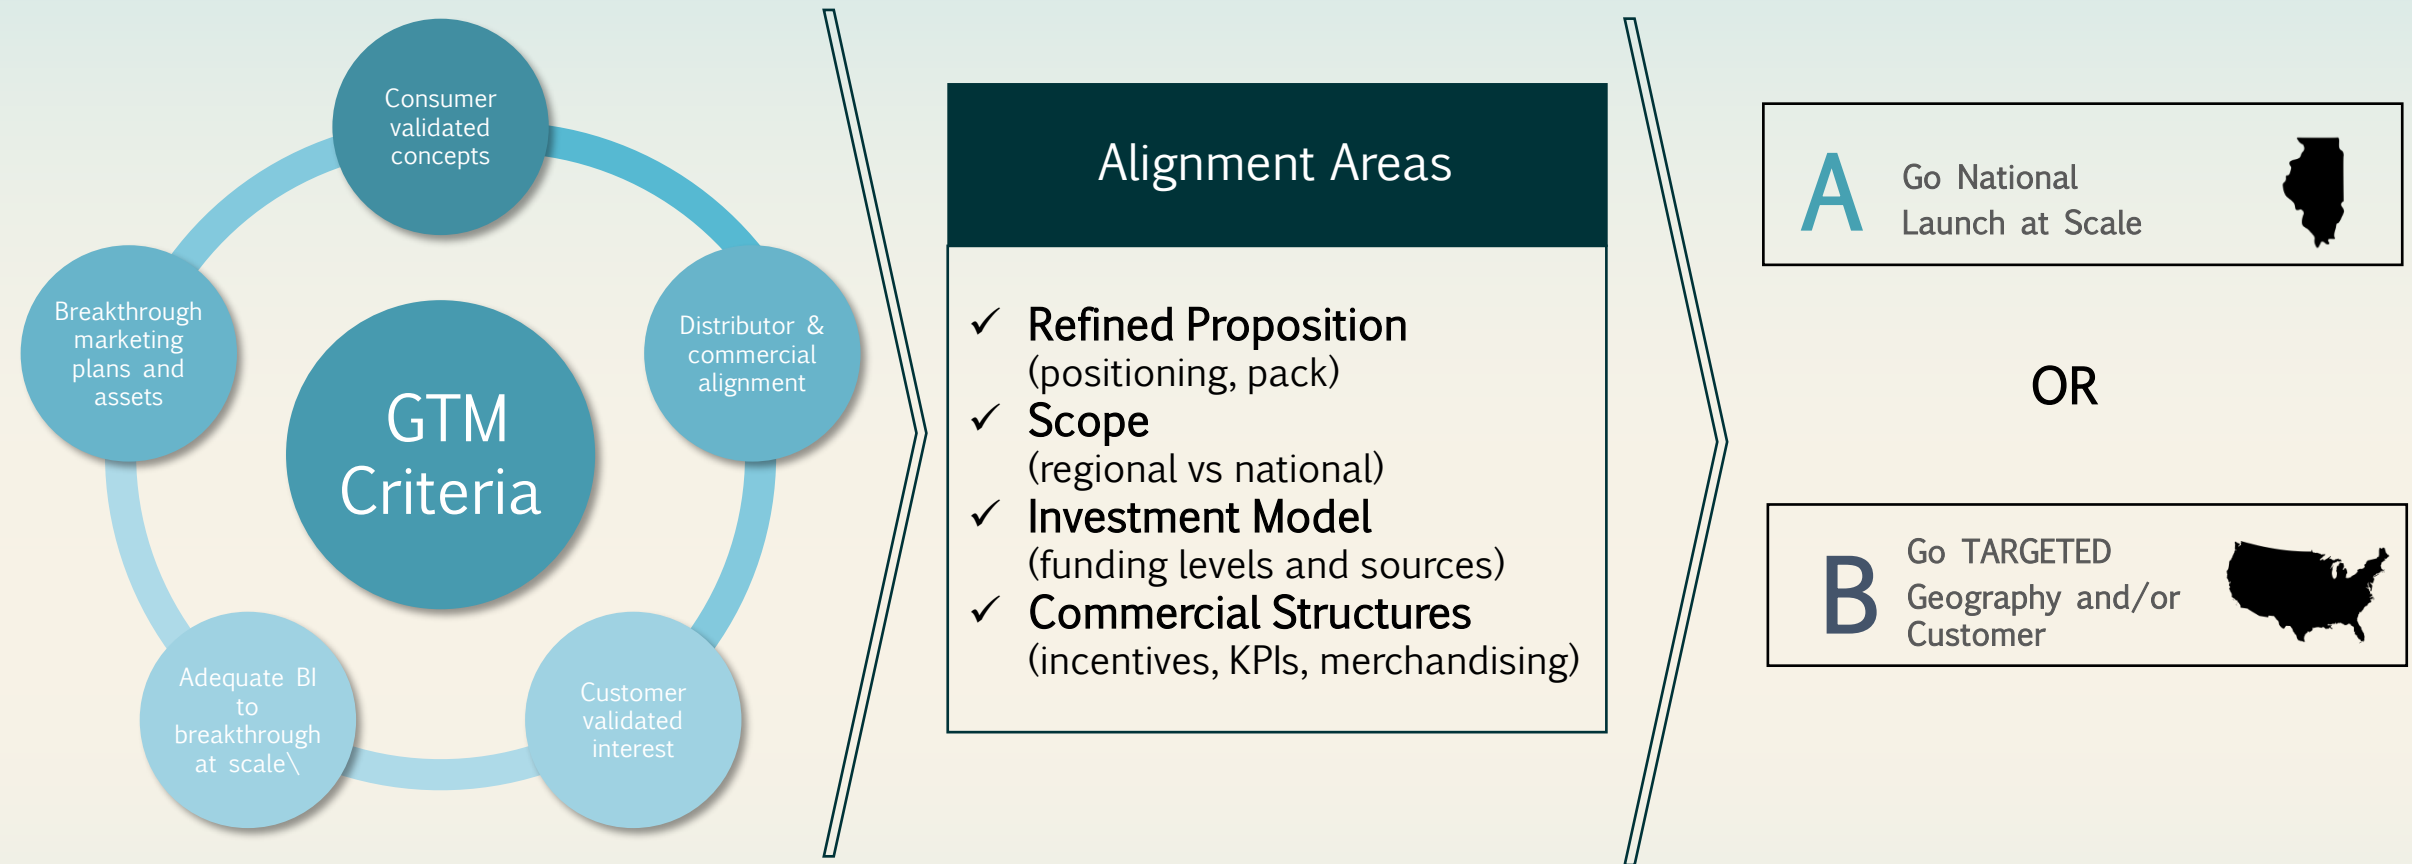 Consumer
validated
concepts
Distributor &
commercial
alignment
Customer
validated
interest
Adequate BI
to
breakthrough
at scale\
Breakthrough
marketing
plans and
assets
GTM
Criteria
Alignment Areas
✓ Refined Proposition
(positioning, pack)
✓ Scope
(regional vs national)
✓ Investment Model
(funding levels and sources)
✓ Commercial Structures
(incentives, KPIs, merchandising)
A
Go National
Launch at Scale
OR
B
Go TARGETED
Geography and/or
Customer